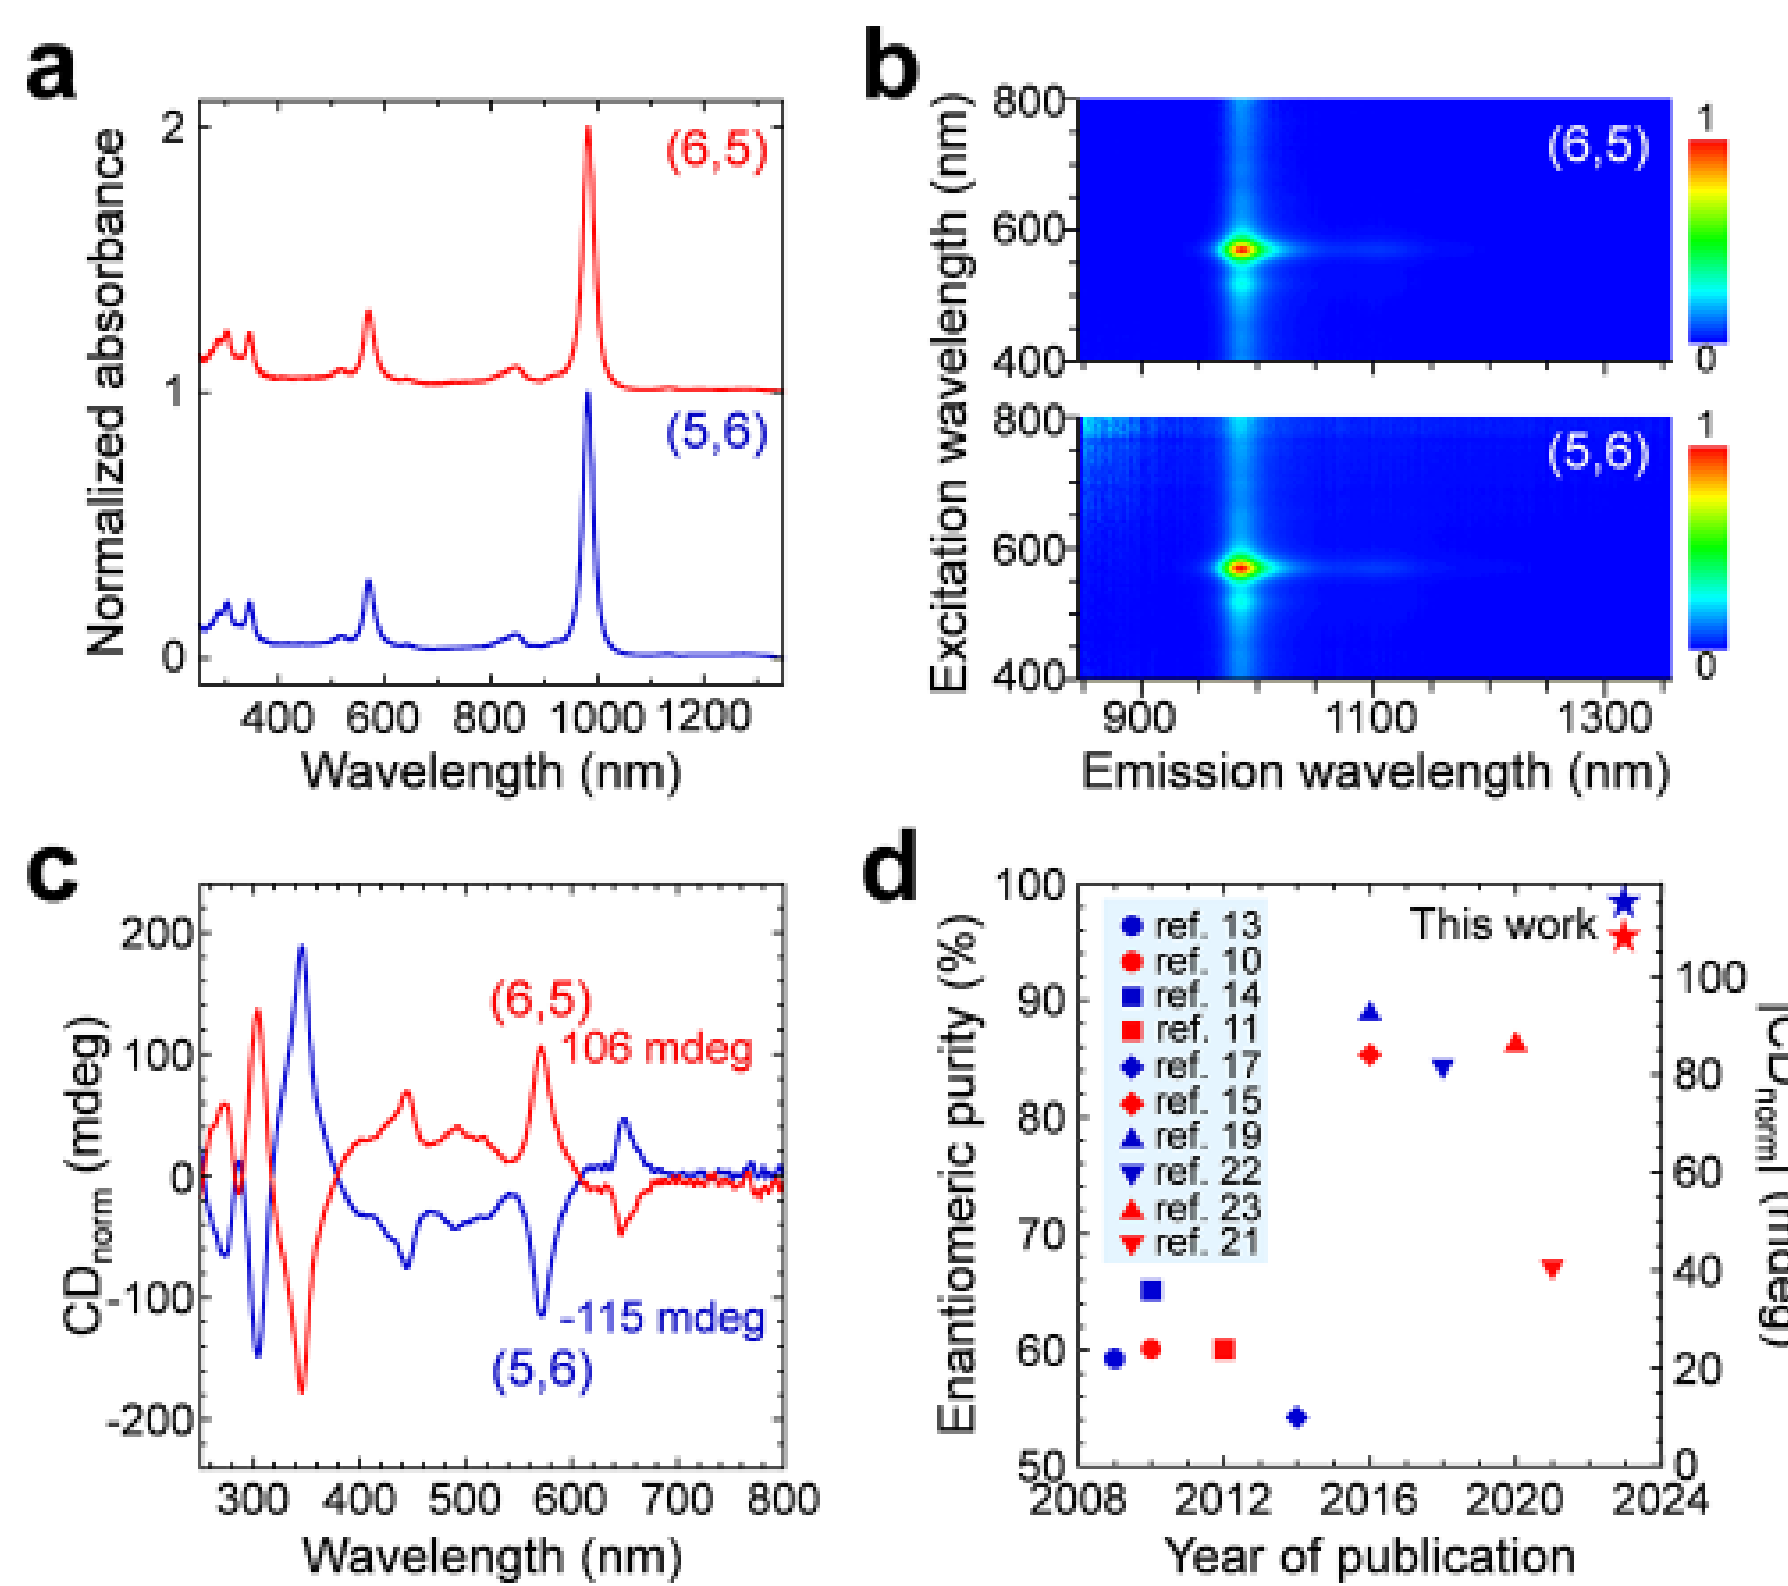 a
2
1
0
Normalized absorbance
(6,5)
(5,6)
400 600 800 1000 1200
Wavelength (nm)
b
800
600
400
800
600
400
Excitation wavelength (nm)
(6,5)
1
0
(5,6)
1
0
900 1100 1300
Emission wavelength (nm)
c
200
100
0
-100
-200
CDnorm (mdeg)
(6,5)
106 mdeg
-115 mdeg
(5,6)
300 400 500 600 700 800
Wavelength (nm)
d
100
90
80
70
60
50
Enantiomeric purity (%)
This work
ref. 13
ref. 10
ref. 14
ref. 11
ref. 17
ref. 15
ref. 19
ref. 22
ref. 23
ref. 21
100
80
60
40
20
0
|CDnorm| (mdeg)
2008 2012 2016 2020 2024
Year of publication